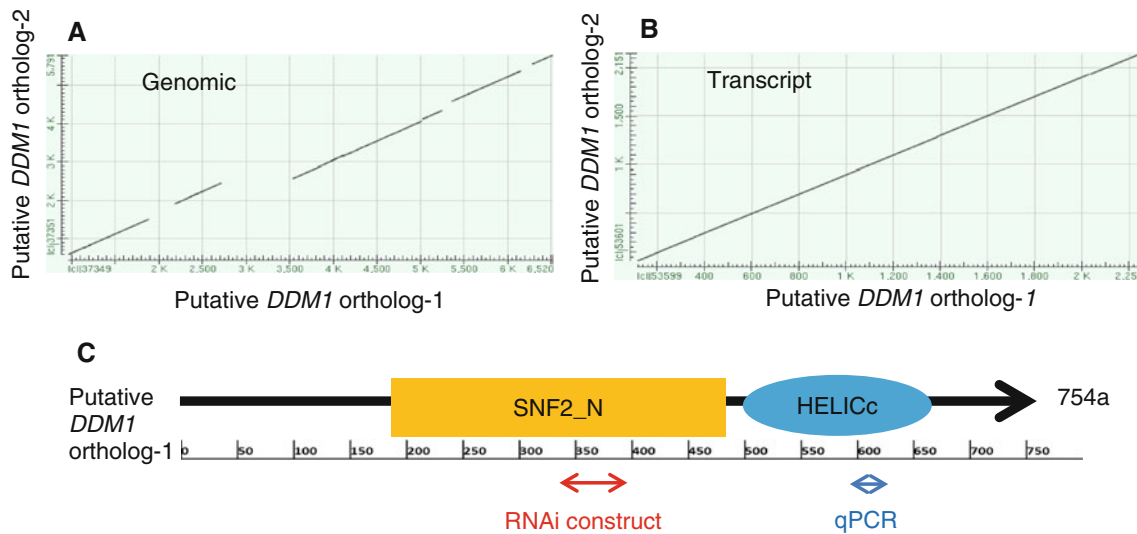 A
Putative DDM1 ortholog-2
5,791
4 K
3 K
2 K
lcl|37351
Genomic
lcl|37349
2 K
2,500
3 K
3,500
4 K
4,500
5 K
5,500
6 K
6,520
Putative DDM1 ortholog-1
B
Putative DDM1 ortholog-2
2,151
1,500
1 K
lcl|53601
Transcript
lcl|53599
400
600
800
1 K
1,200
1,400
1,600
1,800
2 K
Putative DDM1 ortholog-1
C
Putative
DDM1
ortholog-1
SNF2_N
HELICc
754a
0 50 100 150 200 250 300 350 400 450 500 550 600 650 700 750
RNAi construct
qPCR